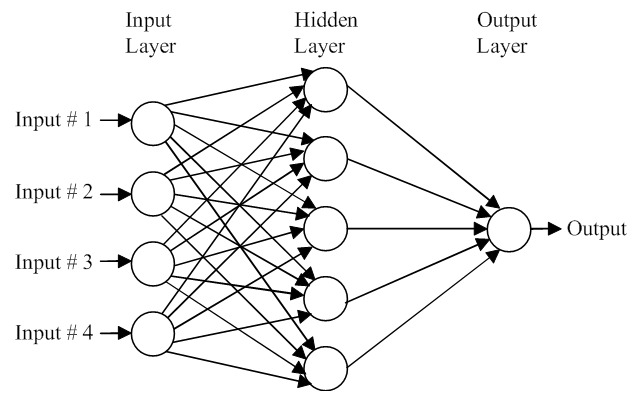 Input
Layer
Hidden
Layer
Output
Layer
Input # 1
Input # 2
Input # 3
Input # 4
Output